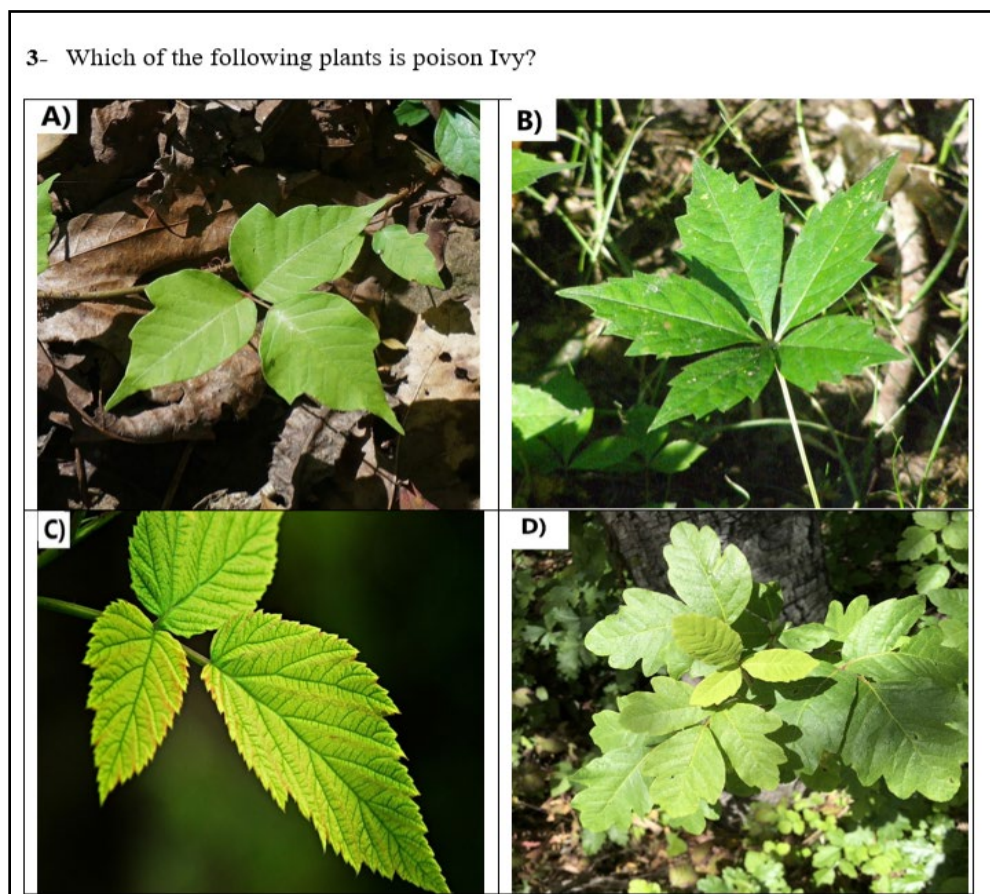 3- Which of the following plants is poison Ivy?
A)
B)
C)
D)